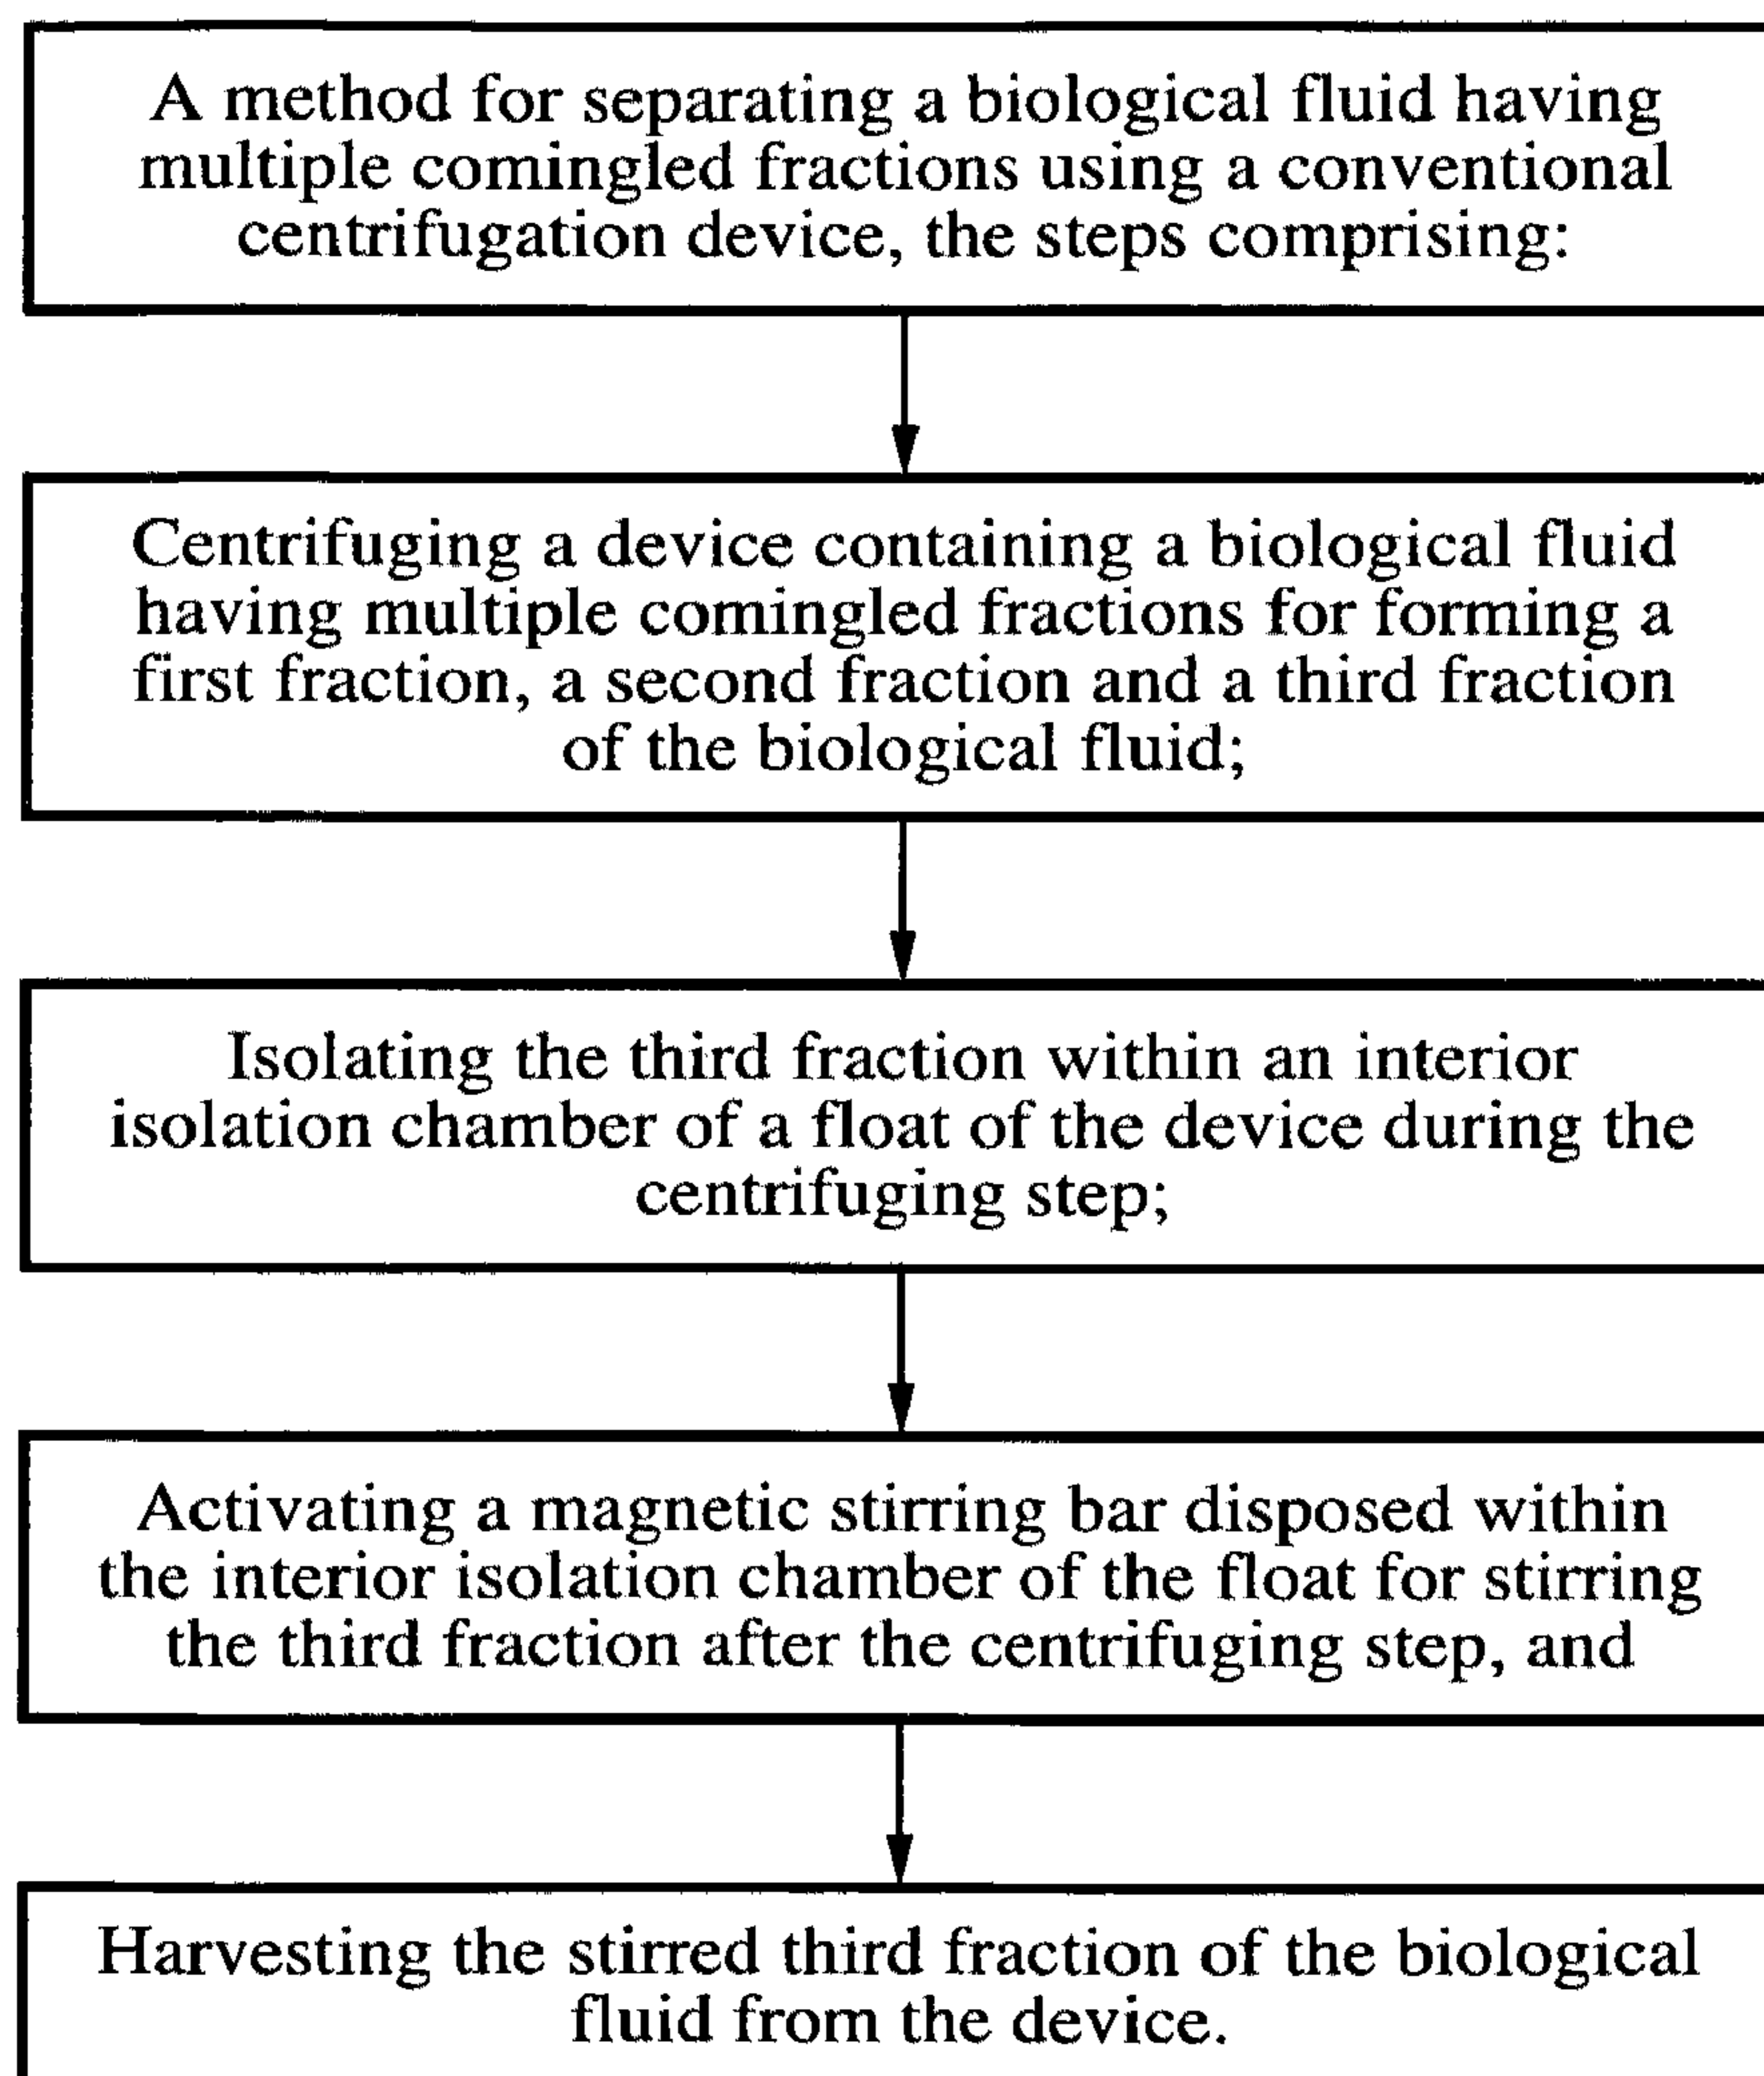 A method for separating a biological fluid having
multiple comingled fractions using a conventional
centrifugation device, the steps comprising:
Centrifuging a device containing a biological fluid
having multiple comingled fractions for forming a
first fraction, a second fraction and a third fraction
of the biological fluid;
Isolating the third fraction within an interior
isolation chamber of a float of the device during the
centrifuging step;
Activating a magnetic stirring bar disposed within
the interior isolation chamber of the float for stirring
the third fraction after the centrifuging step, and
Harvesting the stirred third fraction of the biological
fluid from the device.